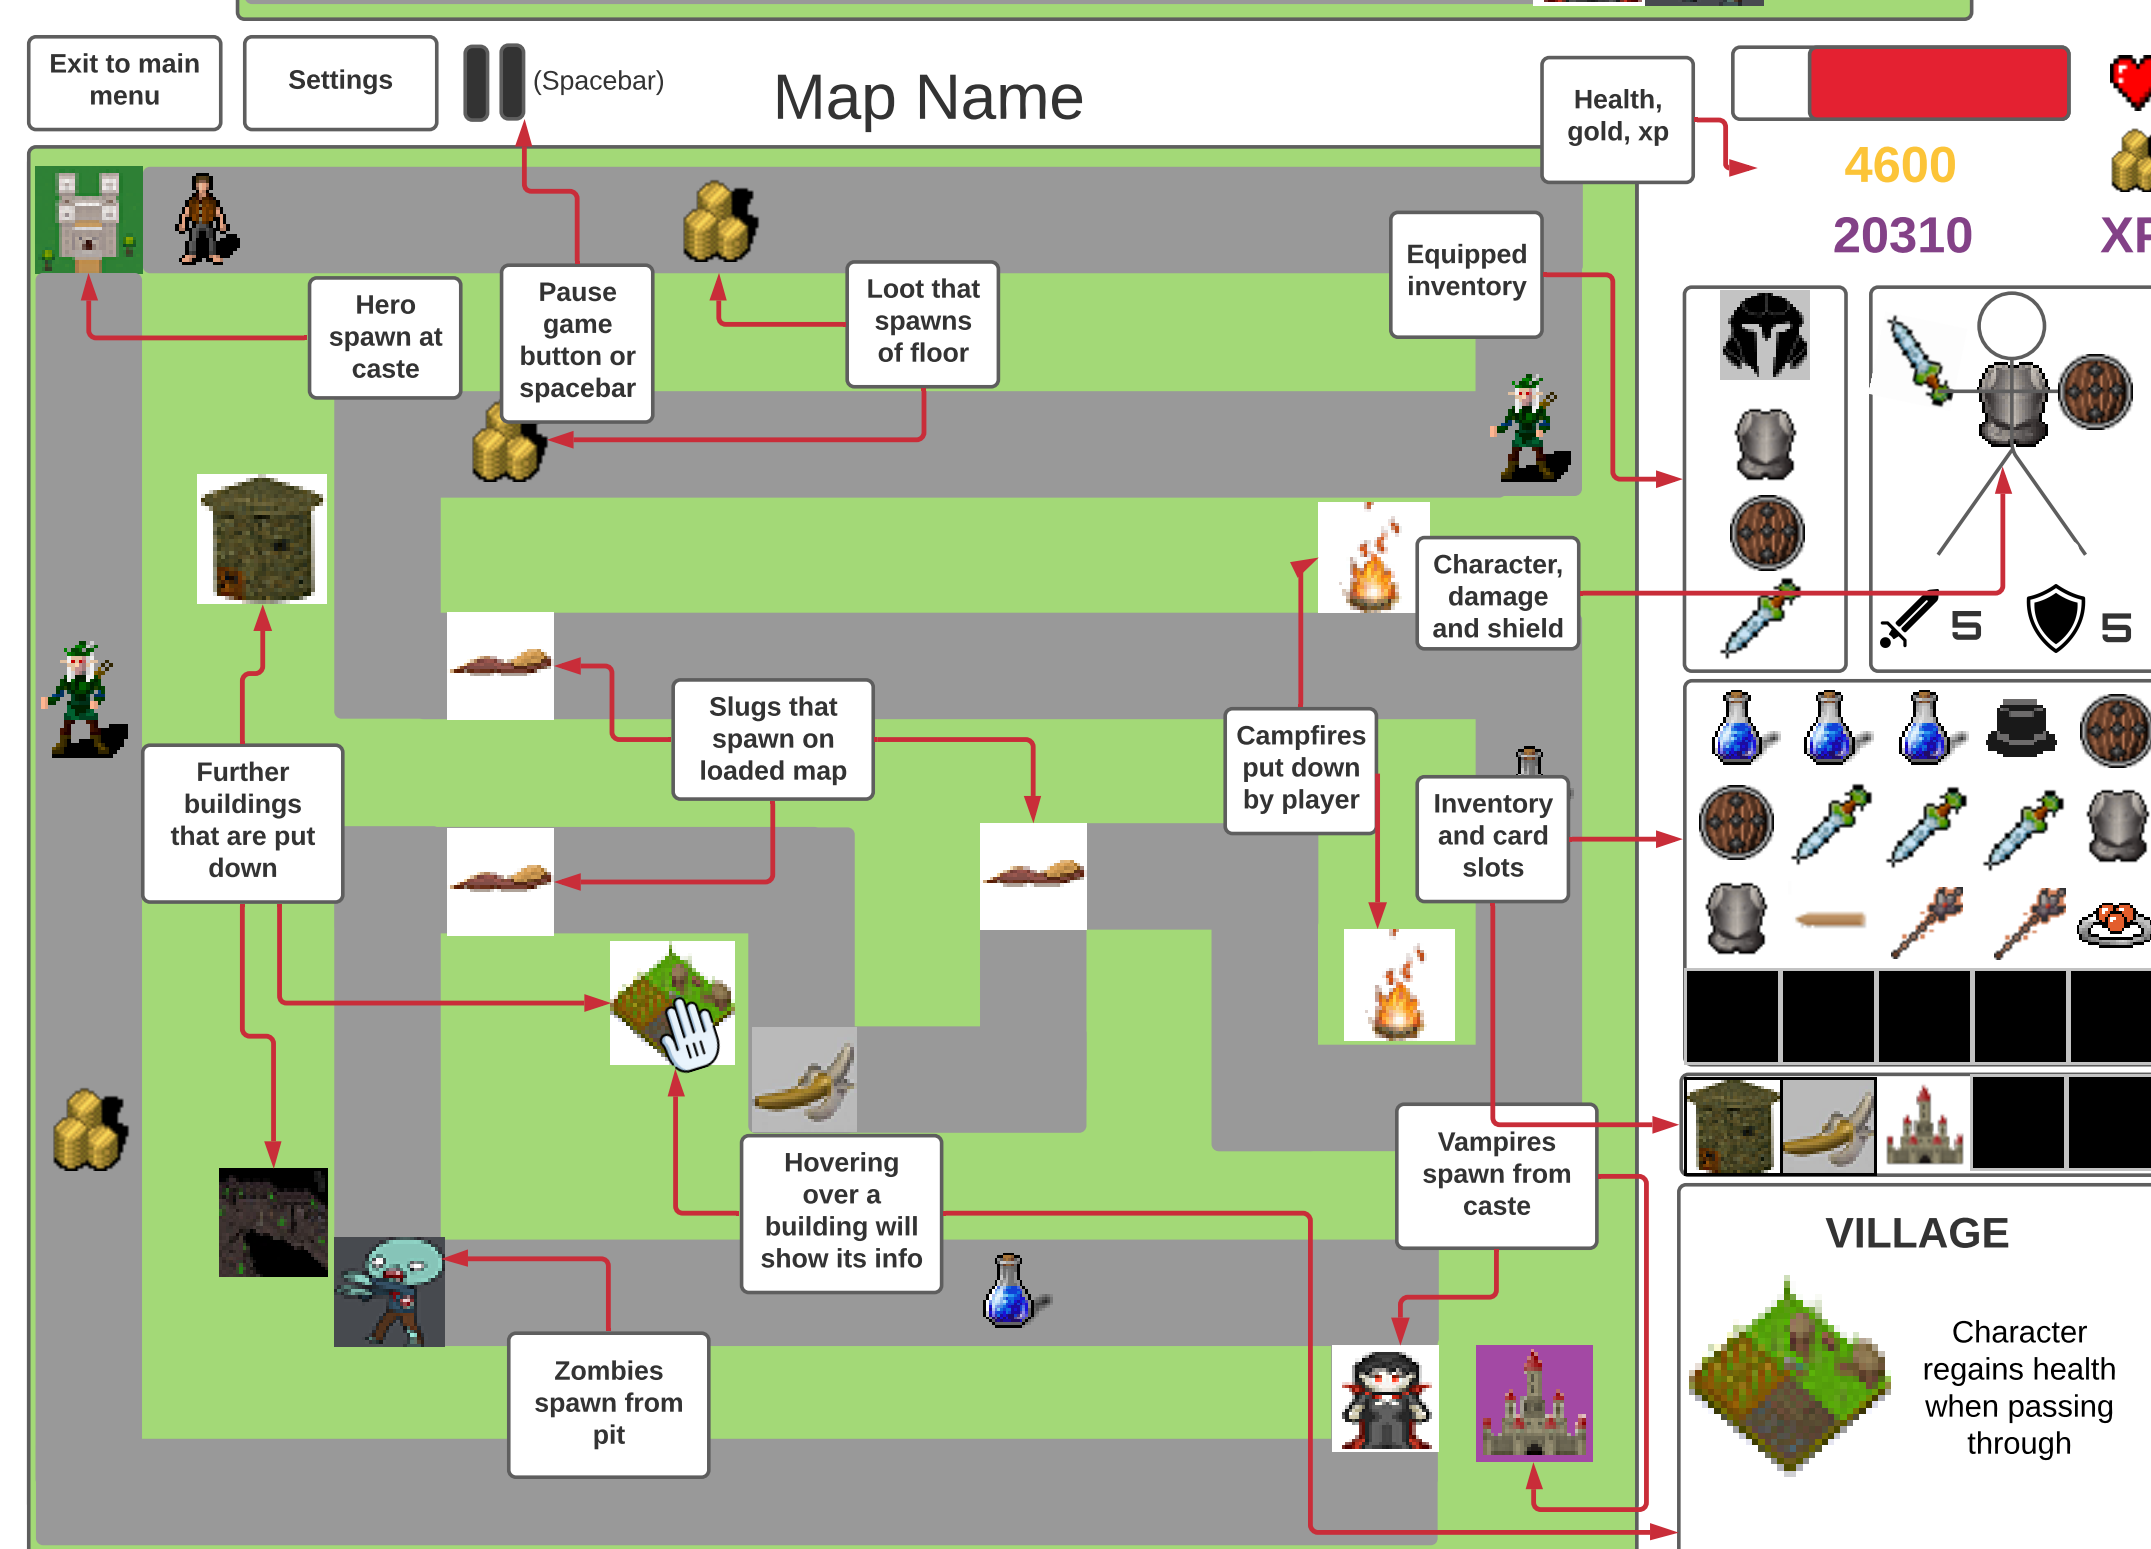 Exit to main
menu
Settings
(Spacebar)
Map Name
Health,
gold, xp
4600
20310
Equipped
inventory
Hero
spawn at
caste
Pause
game
button or
spacebar
Loot that
spawns
of floor
Character,
damage
and shield
5
5
Slugs that
spawn on
loaded map
Campfires
put down
by player
Further
buildings
that are put
down
Inventory
and card
slots
Vampires
spawn from
caste
Hovering
over a
building will
show its info
Zombies
spawn from
pit
VILLAGE
Character
regains health
when passing
through